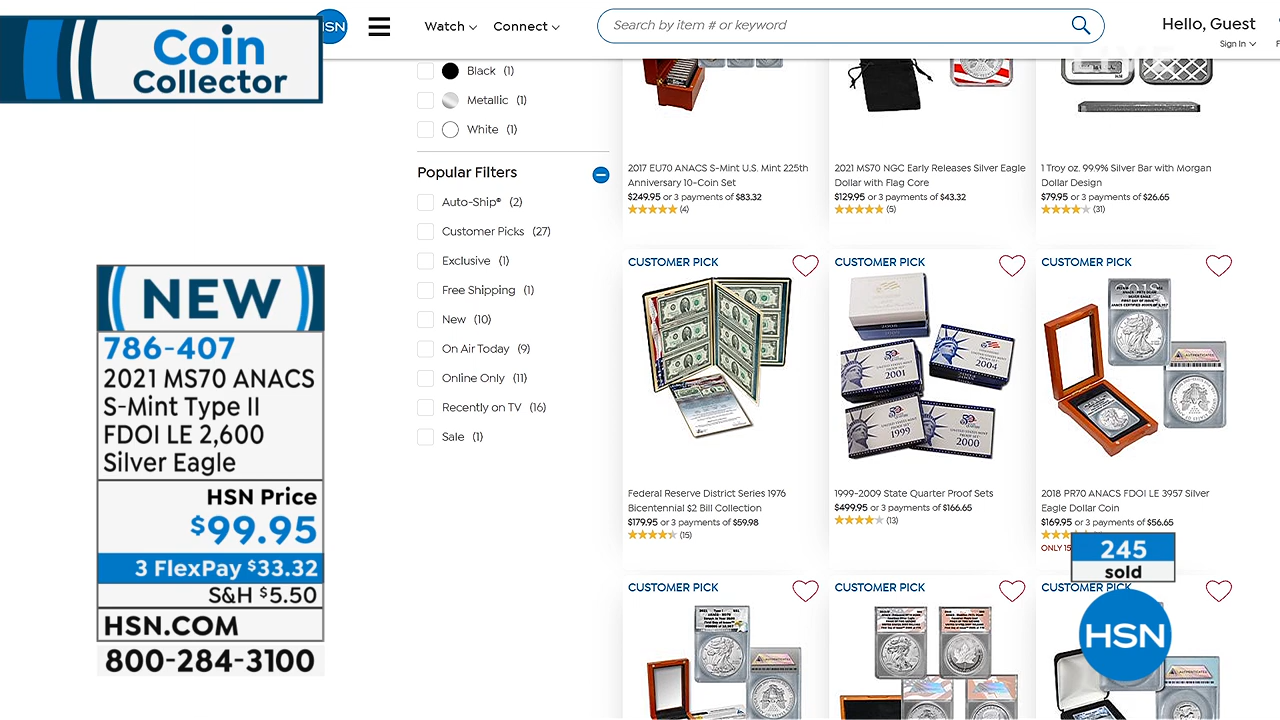 Coin
Collector
HSN
Watch
Connect
Search by item # or keyword
Hello, Guest
Sign In
Black (1)
Metallic (1)
White (1)
Popular Filters
Auto-Ship® (2)
Customer Picks (27)
Exclusive (1)
Free Shipping (1)
New (10)
On Air Today (9)
Online Only (11)
Recently on TV (16)
Sale (1)
2017 EU70 ANACS S-Mint U.S. Mint 225th
Anniversary 10-Coin Set
$249.95 or 3 payments of $83.32
(4)
2021 MS70 NGC Early Releases Silver Eagle
Dollar with Flag Core
$129.95 or 3 payments of $43.32
(5)
1 Troy oz. 99.9% Silver Bar with Morgan
Dollar Design
$79.95 or 3 payments of $26.65
(31)
CUSTOMER PICK
Federal Reserve District Series 1976
Bicentennial $2 Bill Collection
$179.95 or 3 payments of $59.98
(15)
CUSTOMER PICK
2001
2004
1999
2000
1999-2009 State Quarter Proof Sets
$499.95 or 3 payments of $166.65
(13)
CUSTOMER PICK
2018 PR70 ANACS FDOI LE 3957 Silver
Eagle Dollar Coin
$169.95 or 3 payments of $56.65
ONLY 15
CUSTOMER PICK
CUSTOMER PICK
CUSTOMER PICK
NEW
786-407
2021 MS70 ANACS
S-Mint Type II
FDOI LE 2,600
Silver Eagle
HSN Price
$99.95
3 FlexPay $33.32
S&H $5.50
HSN.COM
800-284-3100
245
sold
HSN